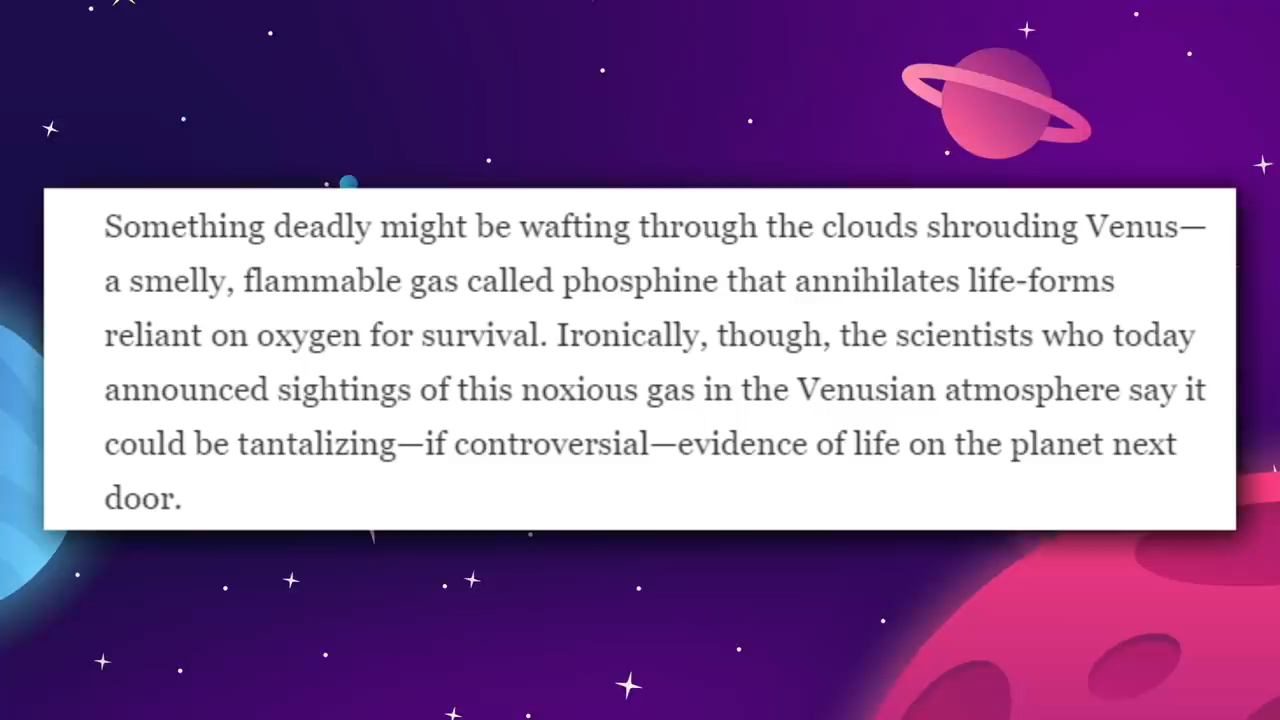 Something deadly might be wafting through the clouds shrouding Venus—
a smelly, flammable gas called phosphine that annihilates life-forms
reliant on oxygen for survival. Ironically, though, the scientists who today
announced sightings of this noxious gas in the Venusian atmosphere say it
could be tantalizing—if controversial—evidence of life on the planet next
door.